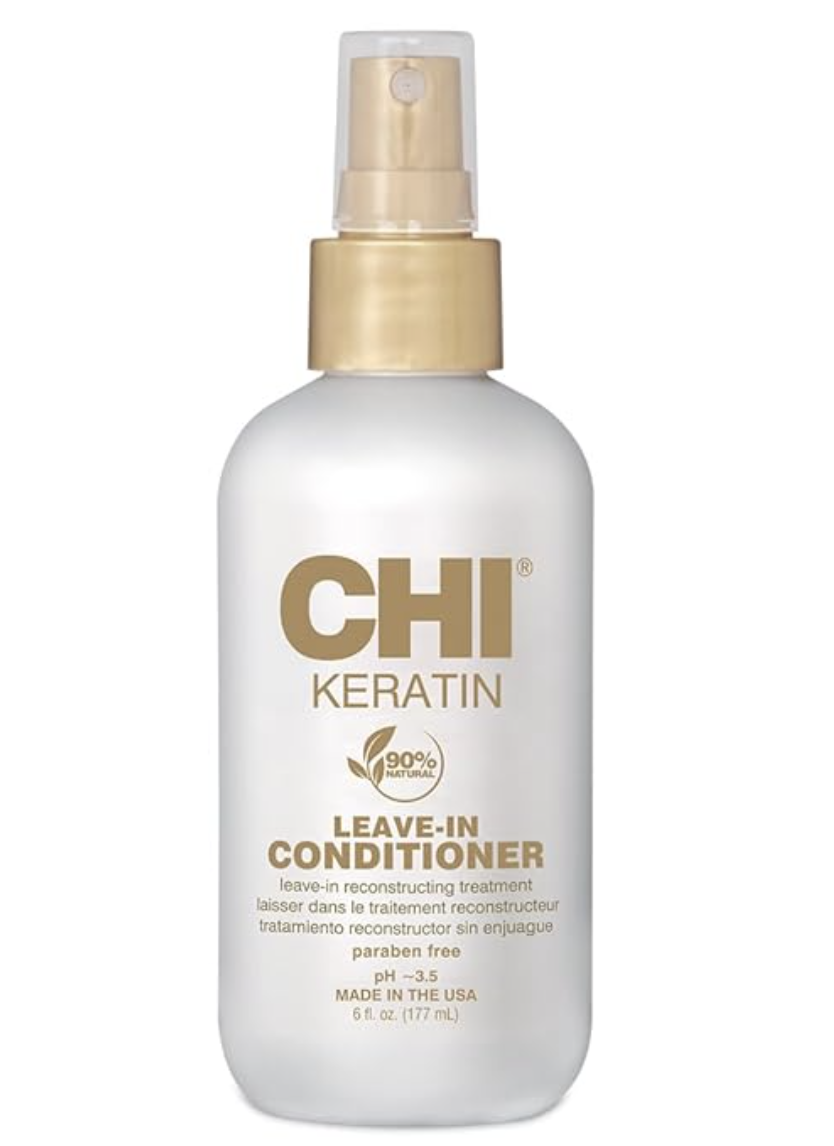 CHI®
KERATIN
90%
NATURAL
LEAVE-IN
CONDITIONER
leave-in reconstructing treatment
laisser dans le traitement reconstructeur
tratamiento reconstructor sin enjuague
paraben free
pH ~3.5
MADE IN THE USA
6 fl. oz. (177 mL)